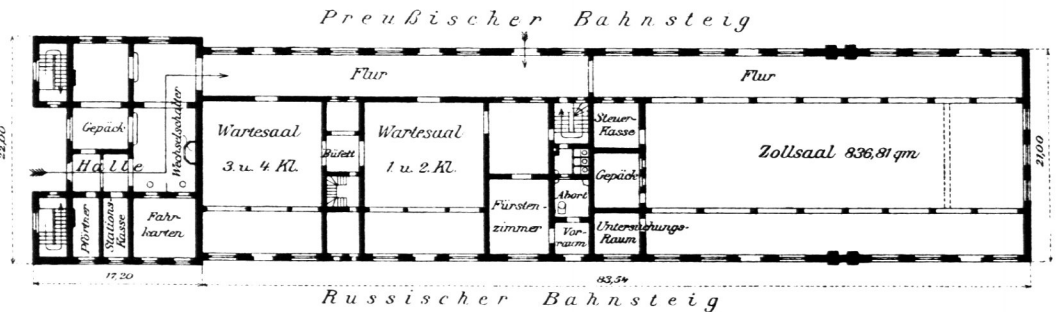 Preußischer Bahnsteig
Flur
Flur
22,00
Gepäck
Wechselschalter
Halle
Wartesaal
3. u. 4. Kl.
Büfett
Wartesaal
1. u. 2. Kl.
Steuer-
Kasse
Gepäck
Zollsaal 836,81 qm
21,00
Abort
Pförtner
Stations-
Kasse
Fahr-
karten
Fürsten-
zimmer
Vor-
raum
Untersuchungs-
Raum
17,20
83,54
Russischer Bahnsteig